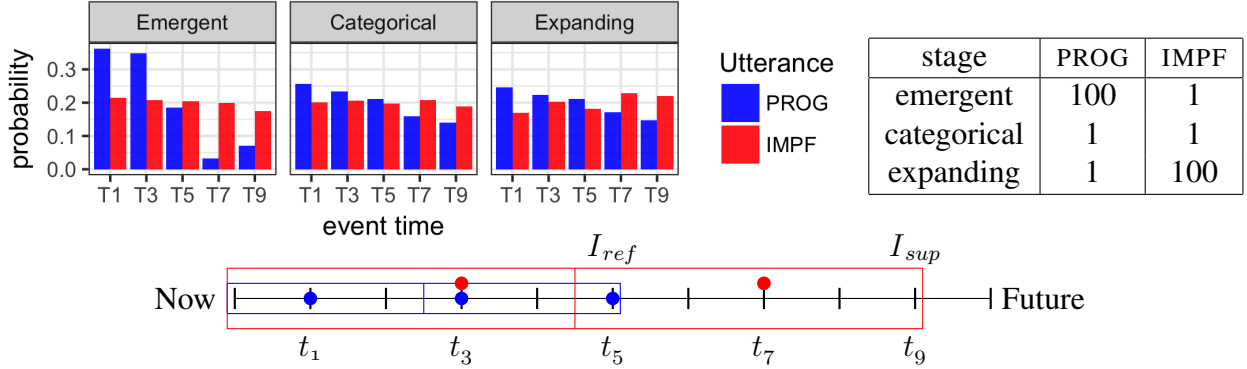 Emergent Categorical Expanding
probability
0.3
0.2
0.1
0.0
T1 T3 T5 T7 T9 T1 T3 T5 T7 T9 T1 T3 T5 T7 T9
event time
Utterance
PROG
IMPF
stage PROG IMPF
emergent 100 1
categorical 1 1
expanding 1 100
I_ref I_sup
Now Future
t_1 t_3 t_5 t_7 t_9